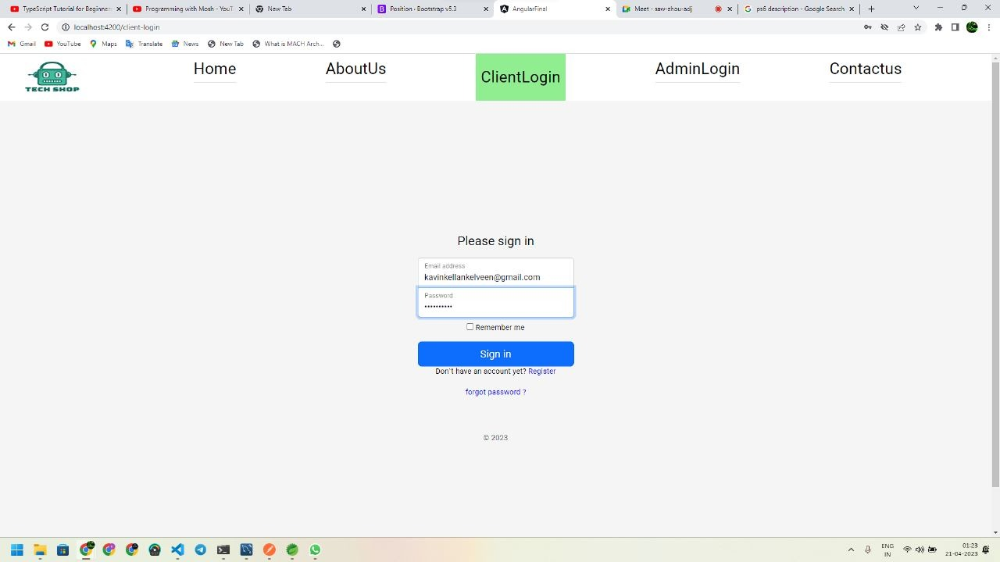 TypeScript Tutorial for Beginner
Programming with Mosh - YouT
New Tab
Position · Bootstrap v5.3
AngularFinal
Meet - saw-zhou-adj
ps6 description - Google Search
localhost:4200/client-login
Gmail
YouTube
Maps
Translate
News
New Tab
What is MACH Arch...
TECH SHOP
Home
AboutUs
ClientLogin
AdminLogin
Contactus
Please sign in
Email address
kavinkellankelveen@gmail.com
Password
••••••••••
Remember me
Sign in
Don't have an account yet? Register
forgot password ?
© 2023
ENG
IN
01:23
21-04-2023